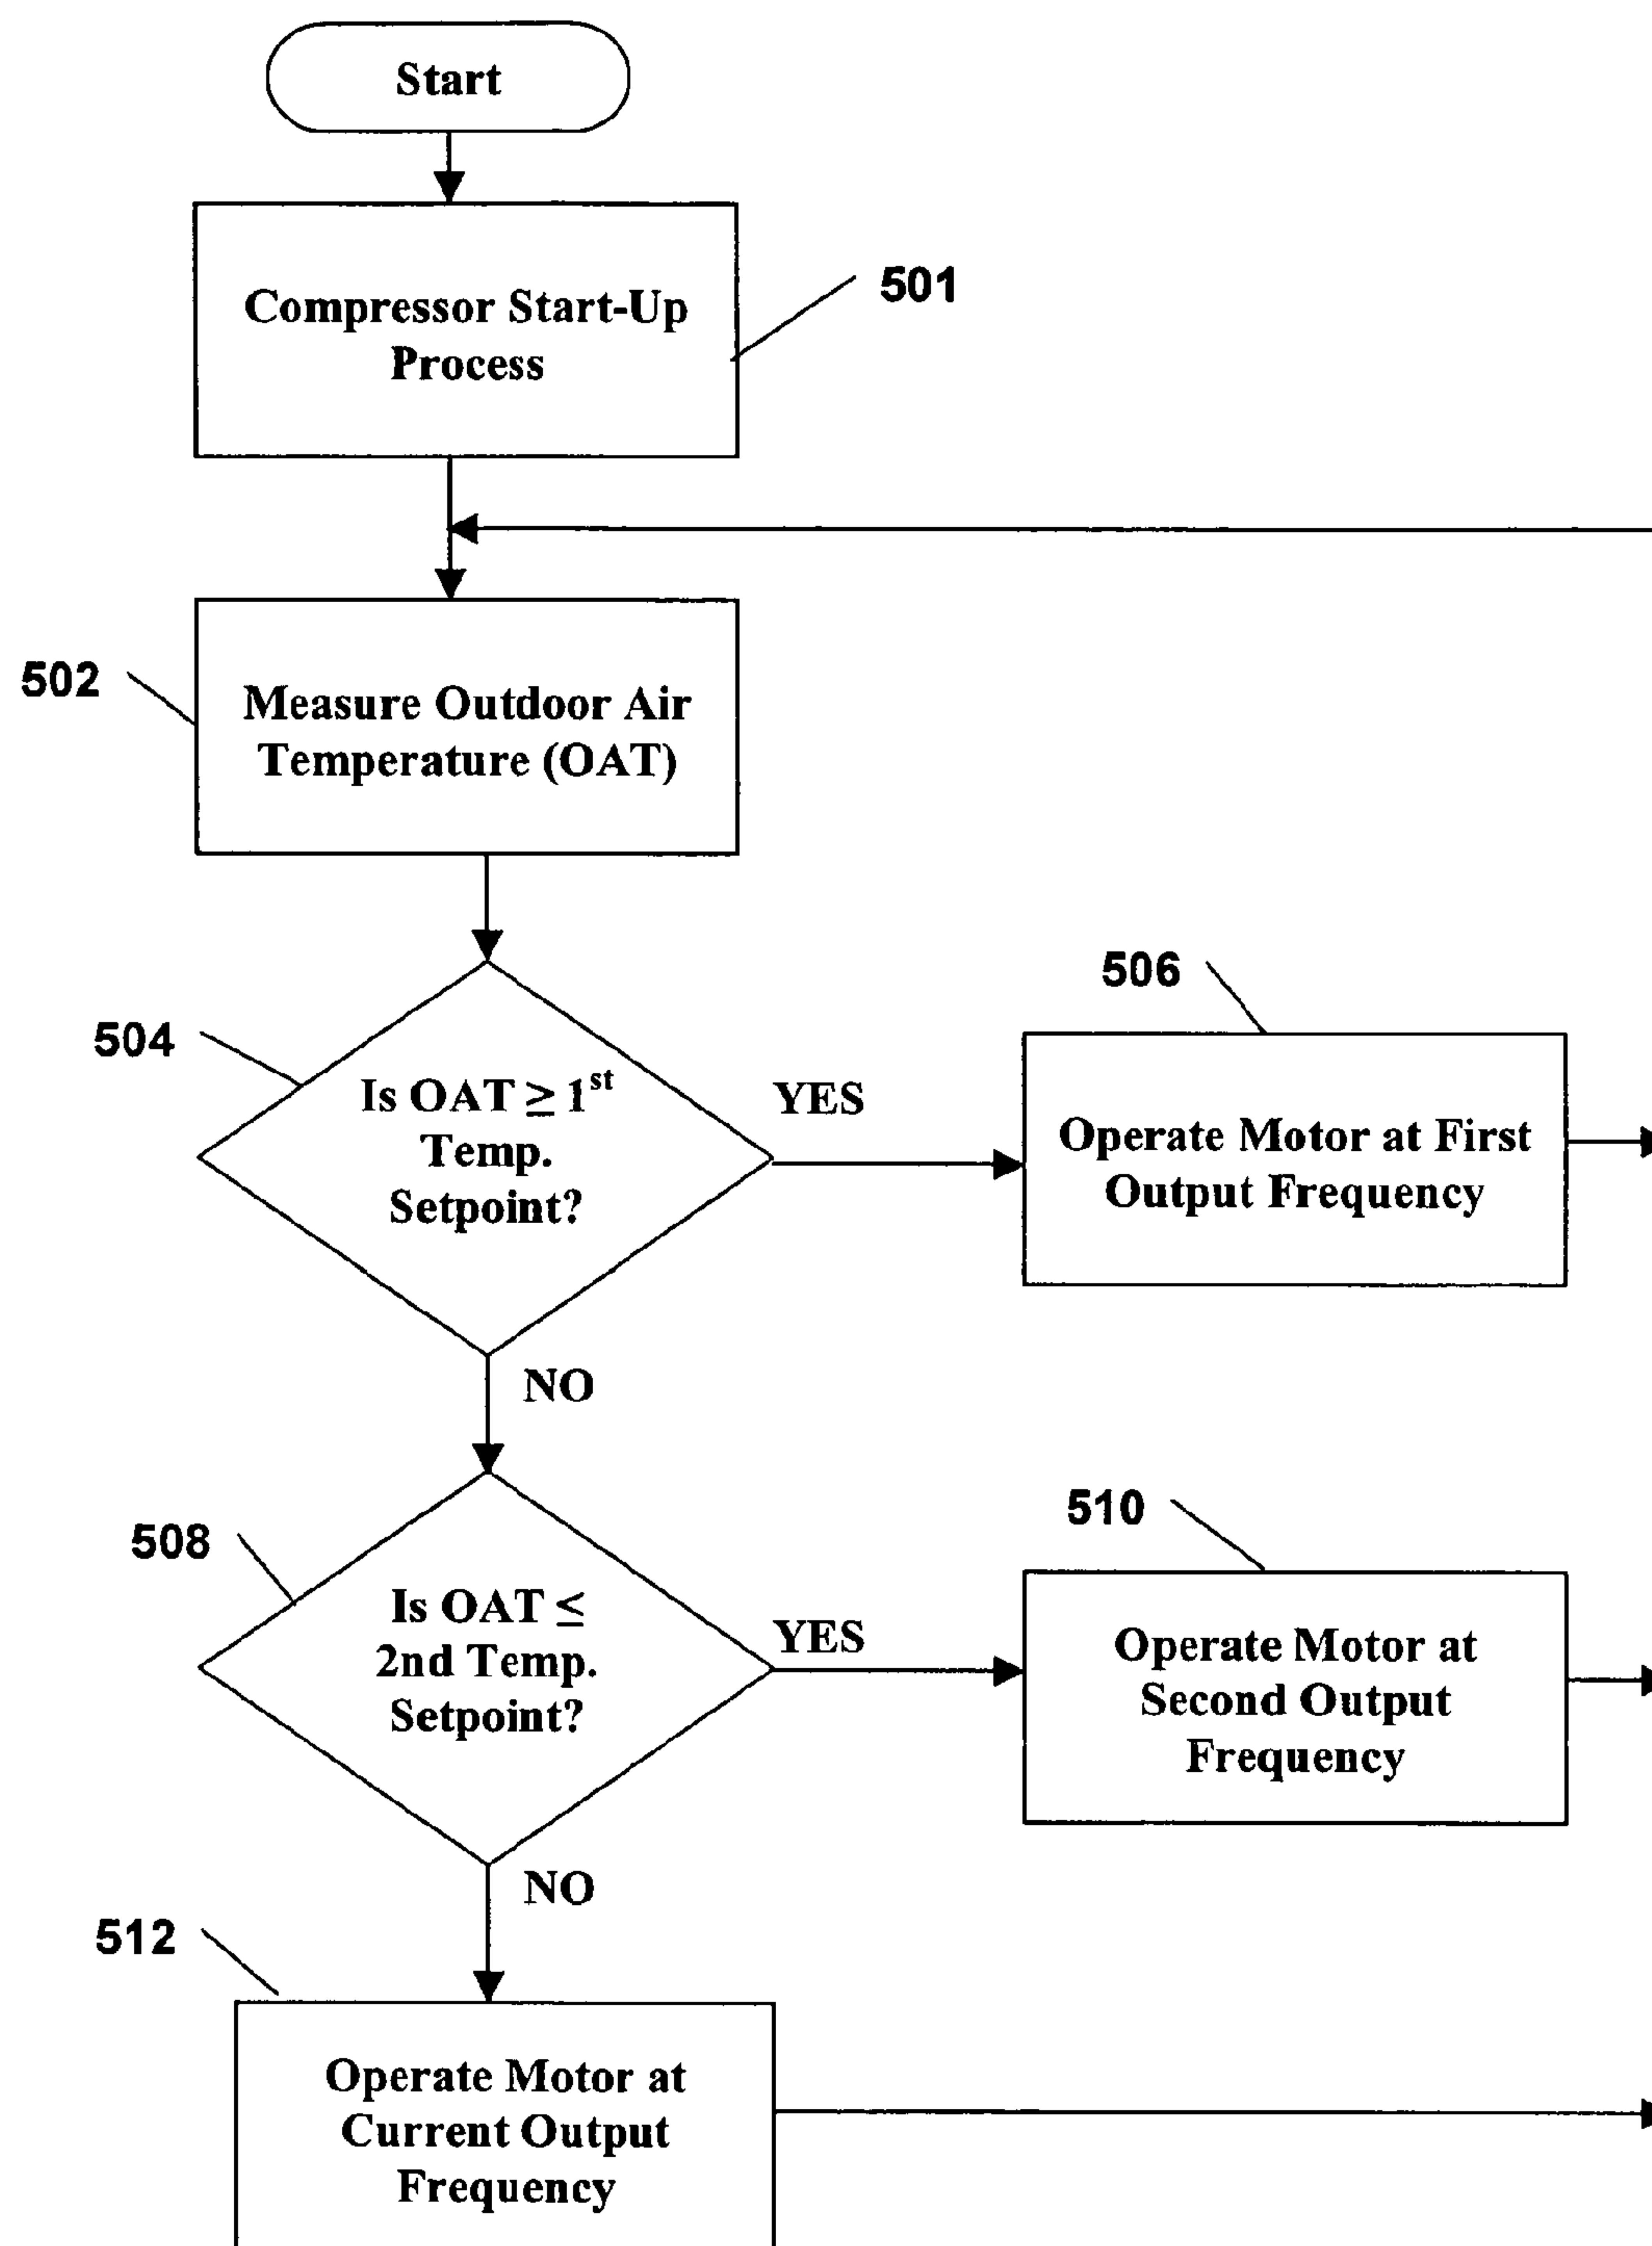 Start
Compressor Start-Up
Process
501
502
Measure Outdoor Air
Temperature (OAT)
504
Is OAT ≥ 1st
Temp.
Setpoint?
YES
506
Operate Motor at First
Output Frequency
NO
508
Is OAT ≤
2nd Temp.
Setpoint?
YES
510
Operate Motor at
Second Output
Frequency
NO
512
Operate Motor at
Current Output
Frequency